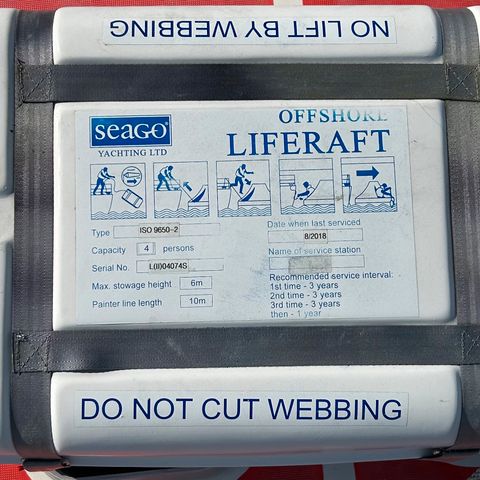 NO LIFT BY WEBBING
seago
YACHTING LTD
OFFSHORE
LIFERAFT
Type ISO 9650-2
Capacity 4 persons
Serial No. L(II)04074S
Max. stowage height 6m
Painter line length 10m
Date when last serviced
8/2018
Name of service station
Recommended service interval:
1st time - 3 years
2nd time - 3 years
3rd time - 3 years
then - 1 year
DO NOT CUT WEBBING